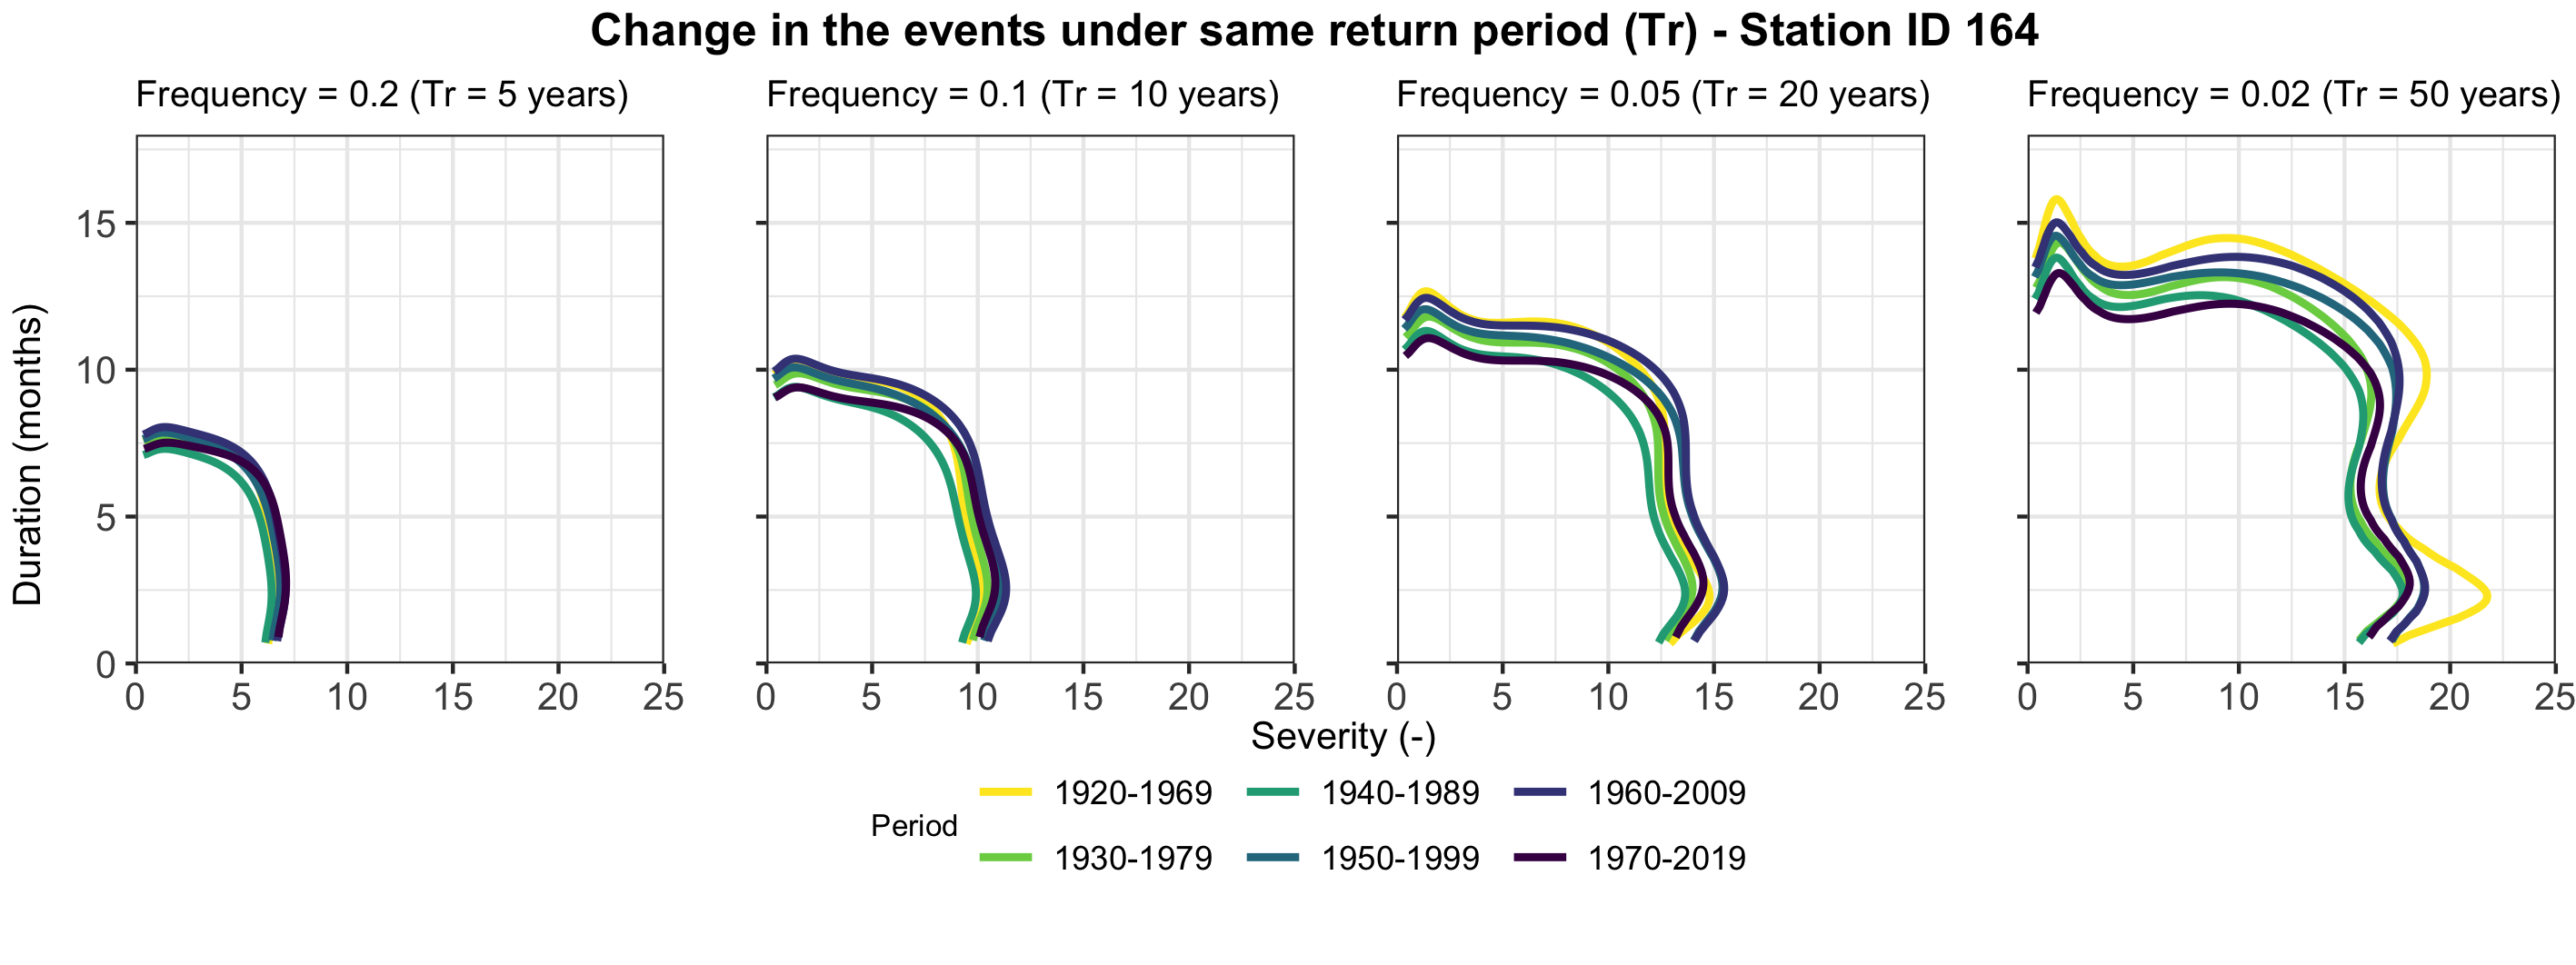 Change in the events under same return period (Tr) - Station ID 164
Frequency = 0.2 (Tr = 5 years)
Frequency = 0.1 (Tr = 10 years)
Frequency = 0.05 (Tr = 20 years)
Frequency = 0.02 (Tr = 50 years)
Duration (months)
15
10
5
0
0 5 10 15 20 25
0 5 10 15 20 25
0 5 10 15 20 25
0 5 10 15 20 25
Severity (-)
Period
1920-1969 1940-1989 1960-2009
1930-1979 1950-1999 1970-2019